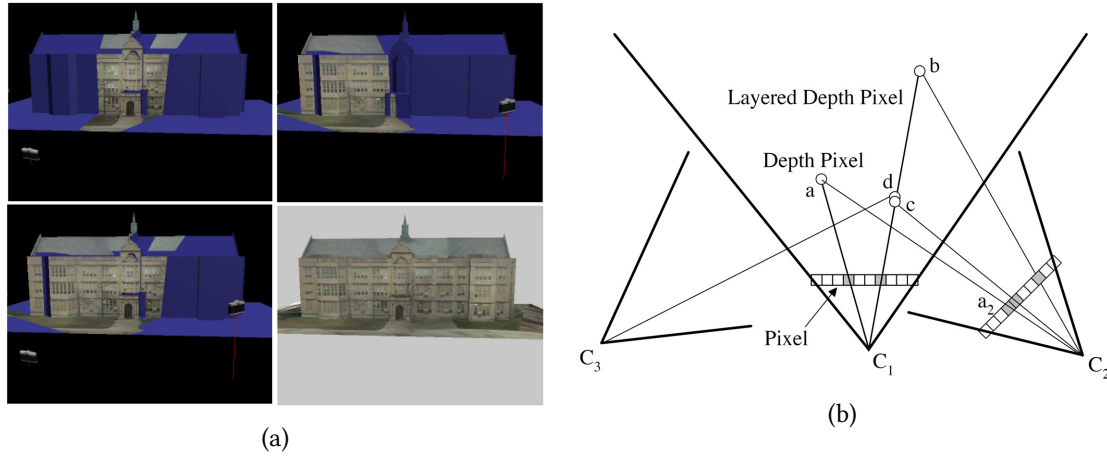 b
Layered Depth Pixel
Depth Pixel
a
d
c
a2
Pixel
C3
C1
C2
(a)
(b)